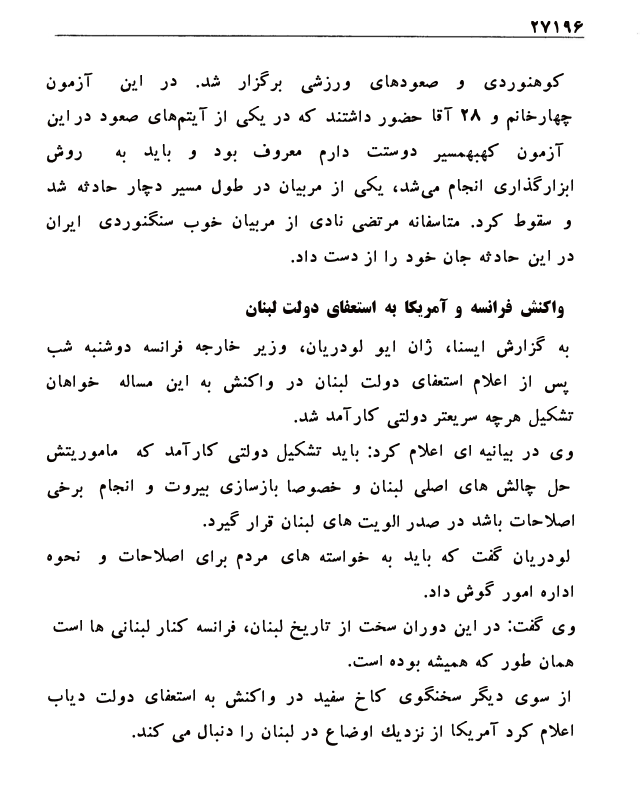 ۲۷۱۹۶
کوهنوردی و صعودهای ورزشی برگزار شد. در این آزمون
چهارخانم و ۲۸ آقا حضور داشتند که در یکی از آیتم‌های صعود در این
آزمون کهبهمسیر دوستت دارم معروف بود و باید به روش
ابزارگذاری انجام می‌شد، یکی از مربیان در طول مسیر دچار حادثه شد
و سقوط کرد. متاسفانه مرتضی نادی از مربیان خوب سنگنوردی ایران
در این حادثه جان خود را از دست داد.
واکنش فرانسه و آمریکا به استعفای دولت لبنان
به گزارش ایسنا، ژان ایو لودریان، وزیر خارجه فرانسه دوشنبه شب
پس از اعلام استعفای دولت لبنان در واکنش به این مساله خواهان
تشکیل هرچه سریعتر دولتی کارآمد شد.
وی در بیانیه ای اعلام کرد: باید تشکیل دولتی کارآمد که ماموریتش
حل چالش های اصلی لبنان و خصوصا بازسازی بیروت و انجام برخی
اصلاحات باشد در صدر الویت های لبنان قرار گیرد.
لودریان گفت که باید به خواسته های مردم برای اصلاحات و نحوه
اداره امور گوش داد.
وی گفت: در این دوران سخت از تاریخ لبنان، فرانسه کنار لبنانی ها است
همان طور که همیشه بوده است.
از سوی دیگر سخنگوی کاخ سفید در واکنش به استعفای دولت دیاب
اعلام کرد آمریکا از نزدیك اوضاع در لبنان را دنبال می کند.